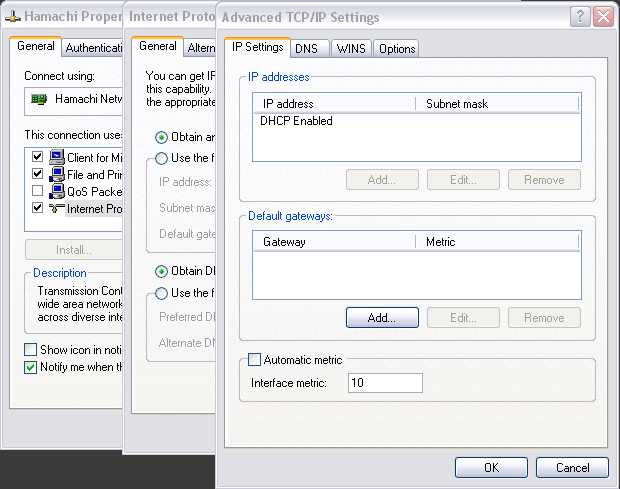 Hamachi Proper
General
Authentication
Connect using:
Hamachi Netw
This connection uses
Client for Mi
File and Prin
QoS Packe
Internet Pro
Install...
Description
Transmission Cont
wide area network
across diverse inte
Show icon in notif
Notify me when th
Internet Proto
General
Altern
You can get IP
this capability.
the appropriate
Obtain an
Use the f
IP address:
Subnet mas
Default gate
Obtain DI
Use the f
Preferred DI
Alternate DN
Advanced TCP/IP Settings
IP Settings
DNS
WINS
Options
IP addresses
IP address
Subnet mask
DHCP Enabled
Add...
Edit...
Remove
Default gateways:
Gateway
Metric
Add...
Edit...
Remove
Automatic metric
Interface metric:
10
OK
Cancel